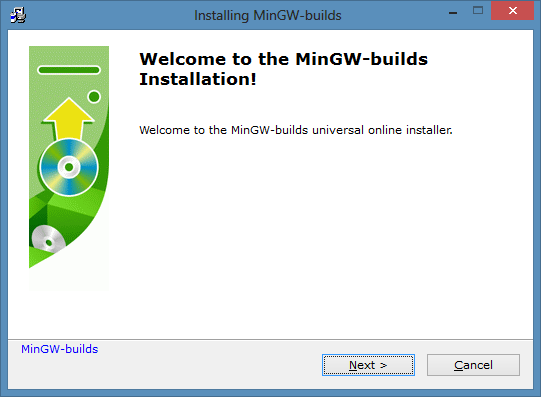 Installing MinGW-builds
Welcome to the MinGW-builds
Installation!
Welcome to the MinGW-builds universal online installer.
MinGW-builds
Next >
Cancel